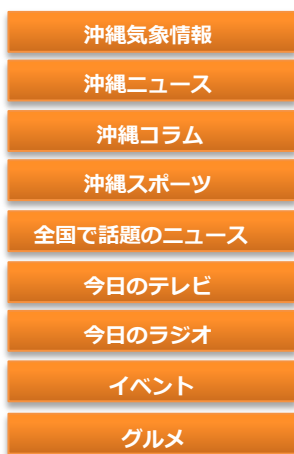 沖縄気象情報
沖縄ニュース
沖縄コラム
沖縄スポーツ
全国で話題のニュース
今日のテレビ
今日のラジオ
イベント
グルメ